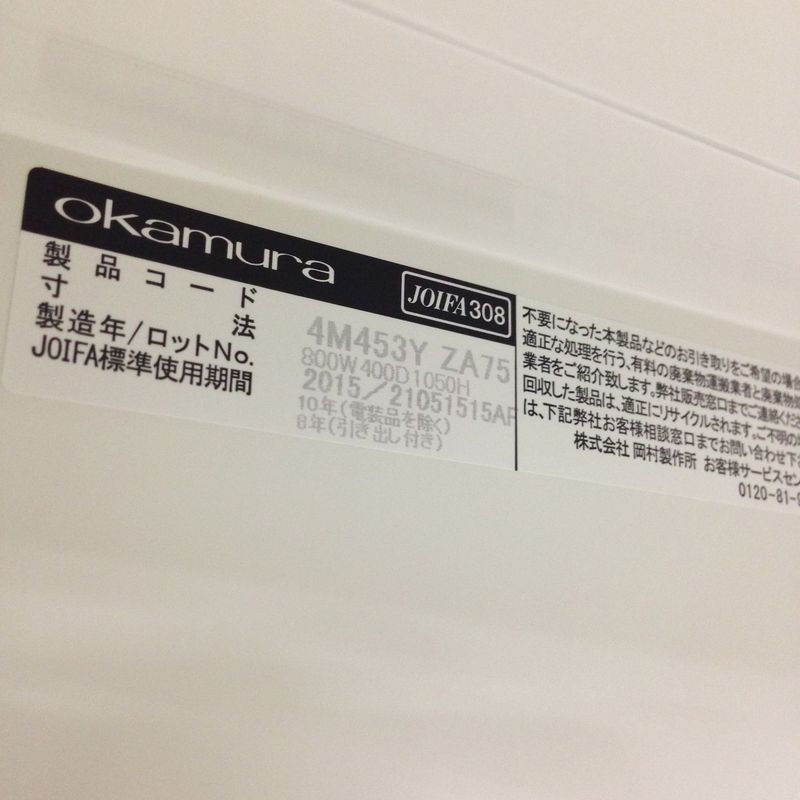 okamura
JOIFA308
製品コード 4M453Y ZA75
寸法 800W400D1050H
製造年/ロットNo. 2015/21051515AF
JOIFA標準使用期間 10年(電装品を除く)
8年(引き出し付き)
不要になった本製品などのお引き取りをご希望の場合
適正な処理を行う、有料の廃棄物運搬業者と廃棄物
業者をご紹介致します。弊社販売窓口までご連絡くだ
回収した製品は、適正にリサイクルされます。ご不明の
は、下記弊社お客様相談窓口までお問い合わせ下
株式会社 岡村製作所 お客様サービスセン
0120-81-